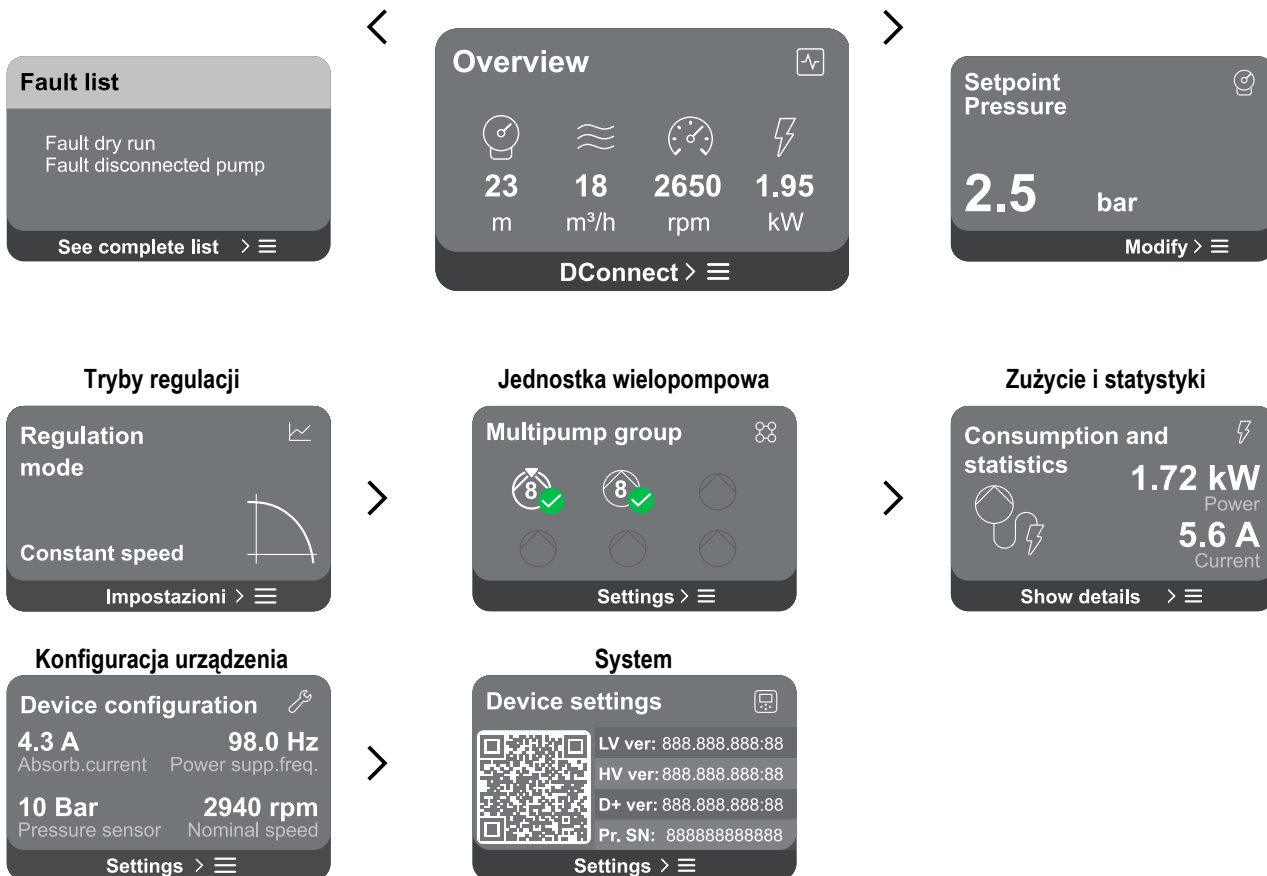 Fault list
Fault dry run
Fault disconnected pump
See complete list
Overview
23 18 2650 1.95
m m³/h rpm kW
DConnect
Setpoint
Pressure
2.5 bar
Modify
Tryby regulacji
Regulation
mode
Constant speed
Impostazioni
Jednostka wielopompowa
Multipump group
8 8
Settings
Zużycie i statystyki
Consumption and
statistics
1.72 kW
Power
5.6 A
Current
Show details
Konfiguracja urządzenia
Device configuration
4.3 A 98.0 Hz
Absorb.current Power supp.freq.
10 Bar 2940 rpm
Pressure sensor Nominal speed
Settings
System
Device settings
LV ver: 888.888.888:88
HV ver: 888.888.888:88
D+ ver: 888.888.888:88
Pr. SN: 888888888888
Settings